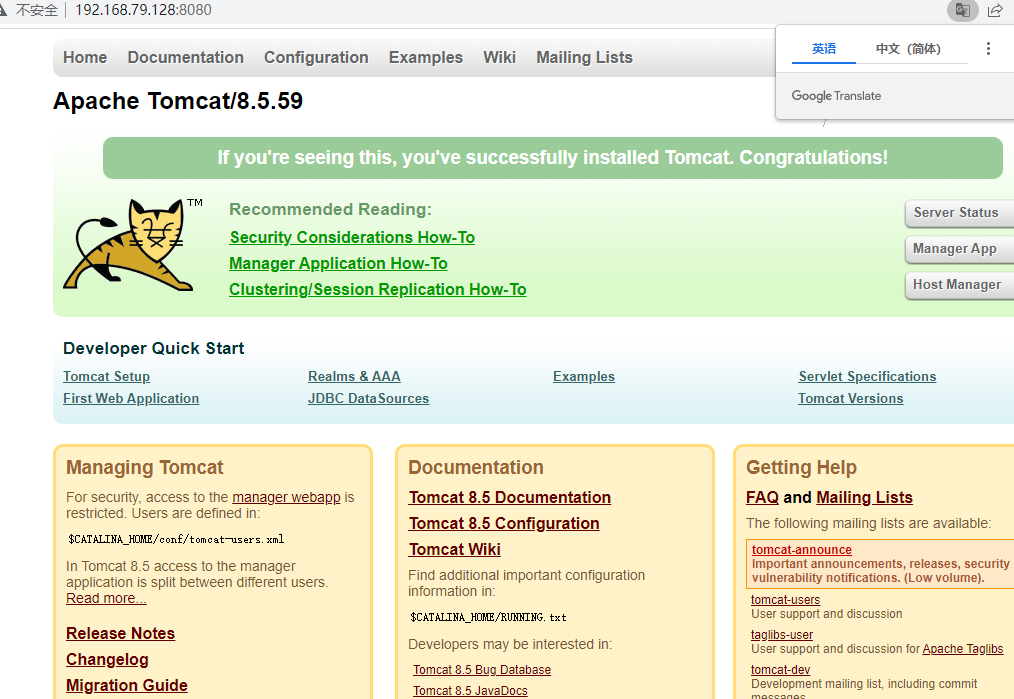 不安全 192.168.79.128:8080
英语 中文（简体）
Google Translate
Home Documentation Configuration Examples Wiki Mailing Lists
Apache Tomcat/8.5.59
If you're seeing this, you've successfully installed Tomcat. Congratulations!
TM
Recommended Reading:
Security Considerations How-To
Manager Application How-To
Clustering/Session Replication How-To
Server Status
Manager App
Host Manager
Developer Quick Start
Tomcat Setup
First Web Application
Realms & AAA
JDBC DataSources
Examples
Servlet Specifications
Tomcat Versions
Managing Tomcat
For security, access to the manager webapp is
restricted. Users are defined in:
$CATALINA_HOME/conf/tomcat-users.xml
In Tomcat 8.5 access to the manager
application is split between different users.
Read more...
Release Notes
Changelog
Migration Guide
Documentation
Tomcat 8.5 Documentation
Tomcat 8.5 Configuration
Tomcat Wiki
Find additional important configuration
information in:
$CATALINA_HOME/RUNNING.txt
Developers may be interested in:
Tomcat 8.5 Bug Database
Tomcat 8.5 JavaDocs
Getting Help
FAQ and Mailing Lists
The following mailing lists are available:
tomcat-announce
Important announcements, releases, security
vulnerability notifications. (Low volume).
tomcat-users
User support and discussion
taglibs-user
User support and discussion for Apache Taglibs
tomcat-dev
Development mailing list, including commit
messages